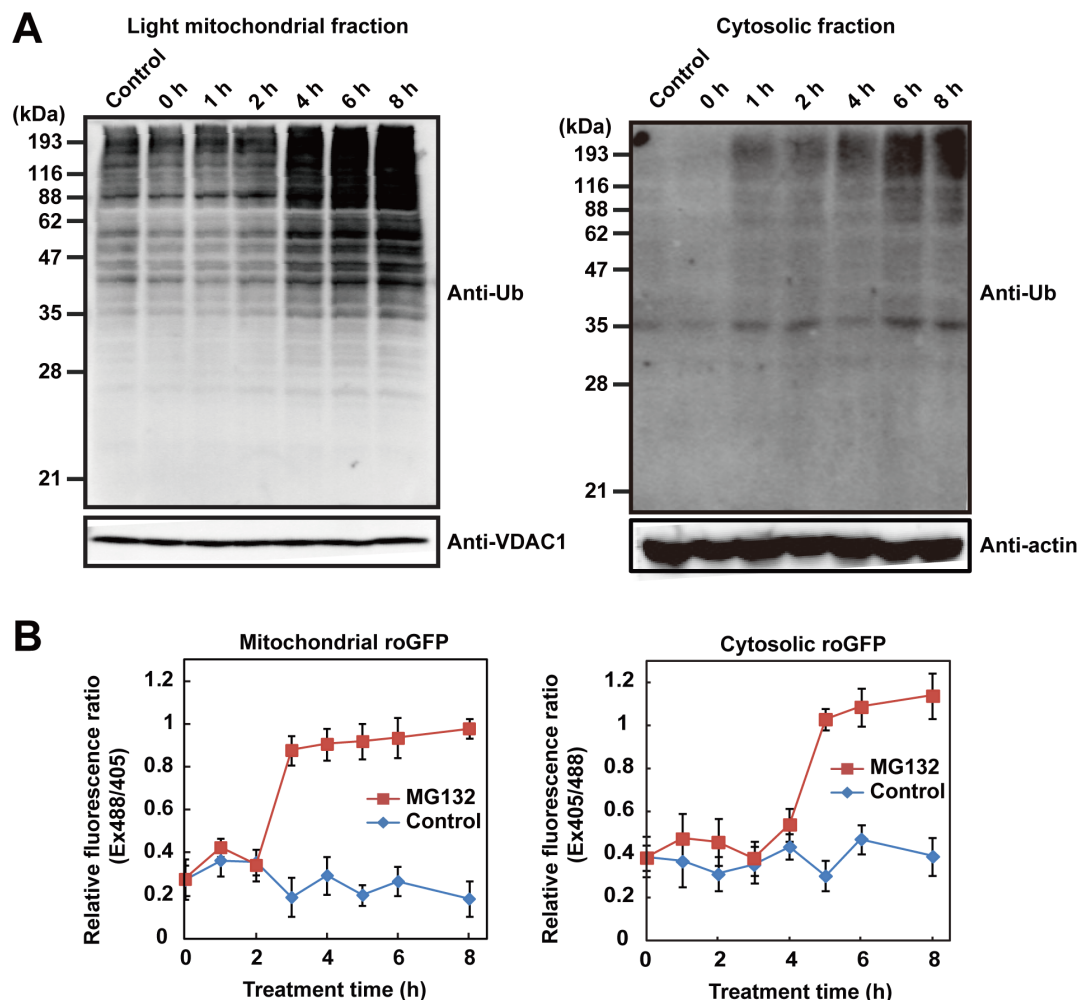 A
Light mitochondrial fraction
Control 0 h 1 h 2 h 4 h 6 h 8 h
(kDa)
193
116
88
62
47
35
28
21
Anti-Ub
Anti-VDAC1
Cytosolic fraction
Control 0 h 1 h 2 h 4 h 6 h 8 h
(kDa)
193
116
88
62
47
35
28
21
Anti-Ub
Anti-actin
B
Mitochondrial roGFP
Relative fluorescence ratio
(Ex488/405)
1.2
1
0.8
0.6
0.4
0.2
0
MG132
Control
0 2 4 6 8
Treatment time (h)
Cytosolic roGFP
Relative fluorescence ratio
(Ex405/488)
1.2
1
0.8
0.6
0.4
0.2
0
MG132
Control
0 2 4 6 8
Treatment time (h)